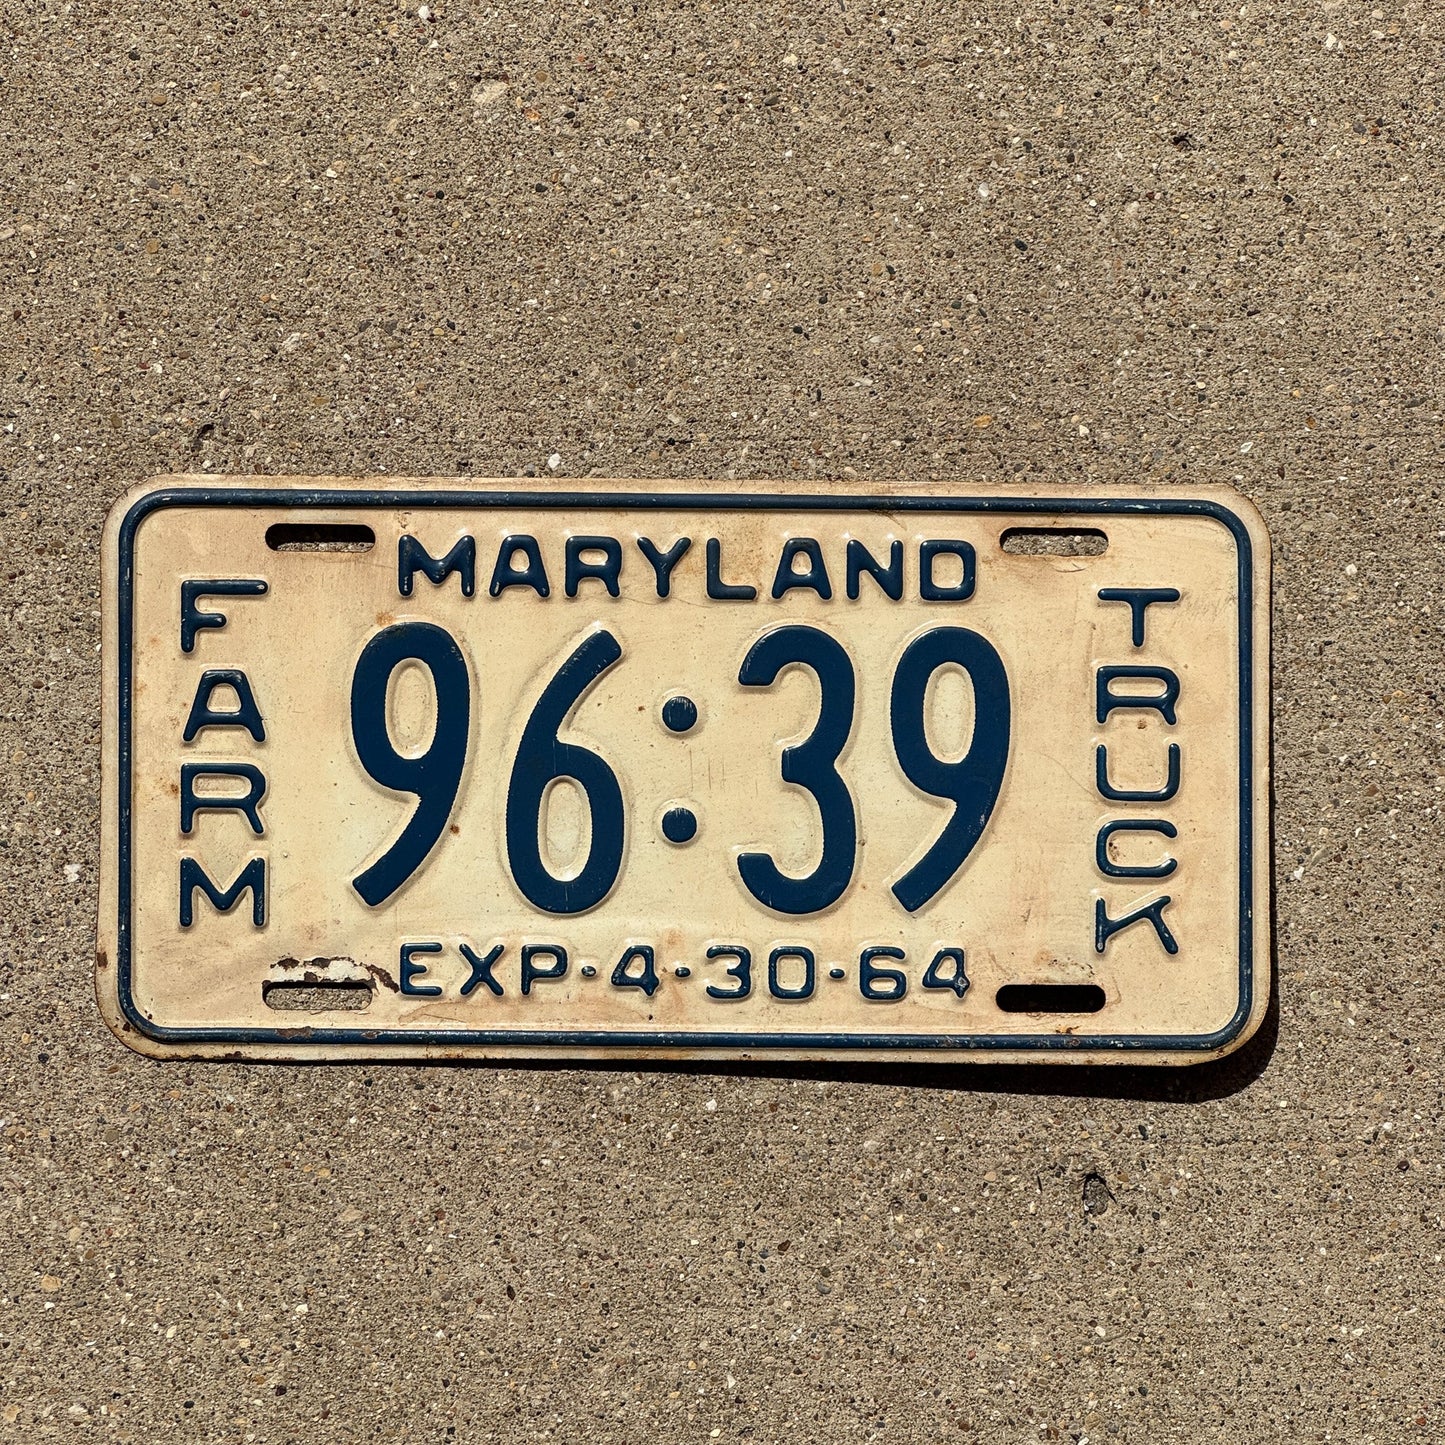 MARYLAND
FARM
96:39
TRUCK
EXP·4·30·64